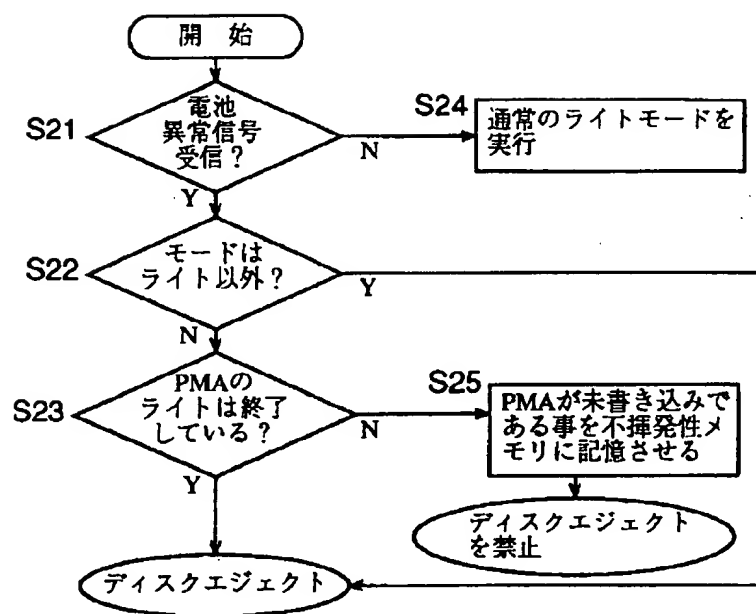 開始
S21
電池
異常信号
受信？
N
Y
S24
通常のライトモードを
実行
S22
モードは
ライト以外？
Y
N
S23
PMAの
ライトは終了
している？
N
Y
S25
PMAが未書き込みで
ある事を不揮発性メ
モリに記憶させる
ディスクエジェクト
を禁止
ディスクエジェクト